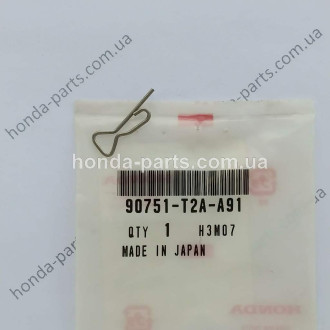 honda-parts.com.ua
honda-parts.com.ua
90751-T2A-A91
QTY 1 H3M07
MADE IN JAPAN
HONDA
honda-parts.com.ua